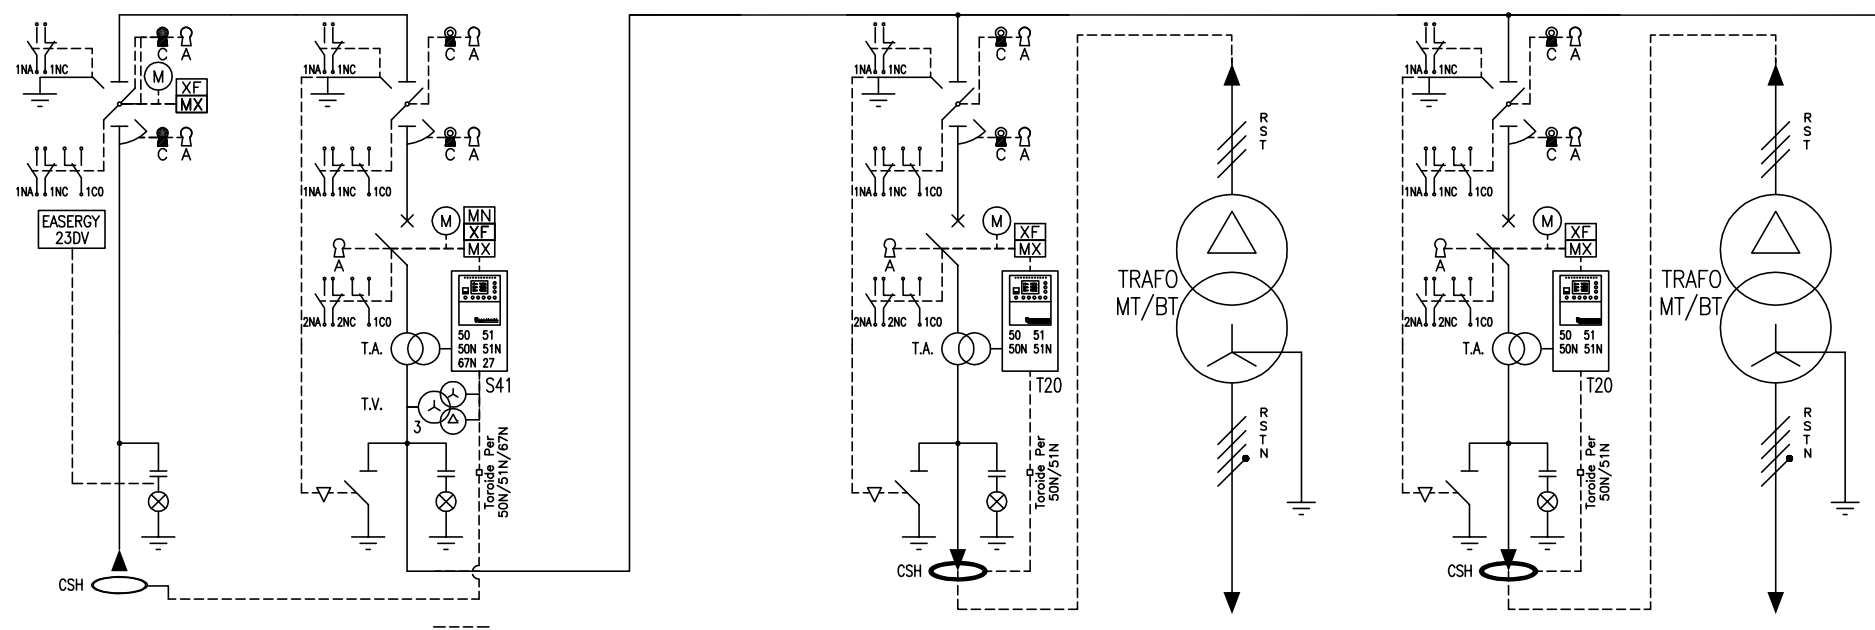 1NA 1NC
C A
M
XF
MX
C A
1NA 1NC 1CO
EASERGY
23DV
CSH
1NA 1NC
C A
C A
1NA 1NC 1CO
M
MN
XF
MX
A
2NA 2NC 1CO
T.A.
50 51
50N 51N
67N 27
S41
T.V.
3
Toroide Per
50N/51N/67N
1NA 1NC
C A
C A
1NA 1NC 1CO
M
XF
MX
A
2NA 2NC 1CO
T.A.
50 51
50N 51N
T20
Toroide Per
50N/51N
CSH
R
S
T
TRAFO
MT/BT
R
S
T
N
1NA 1NC
C A
C A
1NA 1NC 1CO
M
XF
MX
A
2NA 2NC 1CO
T.A.
50 51
50N 51N
T20
Toroide Per
50N/51N
CSH
R
S
T
TRAFO
MT/BT
R
S
T
N